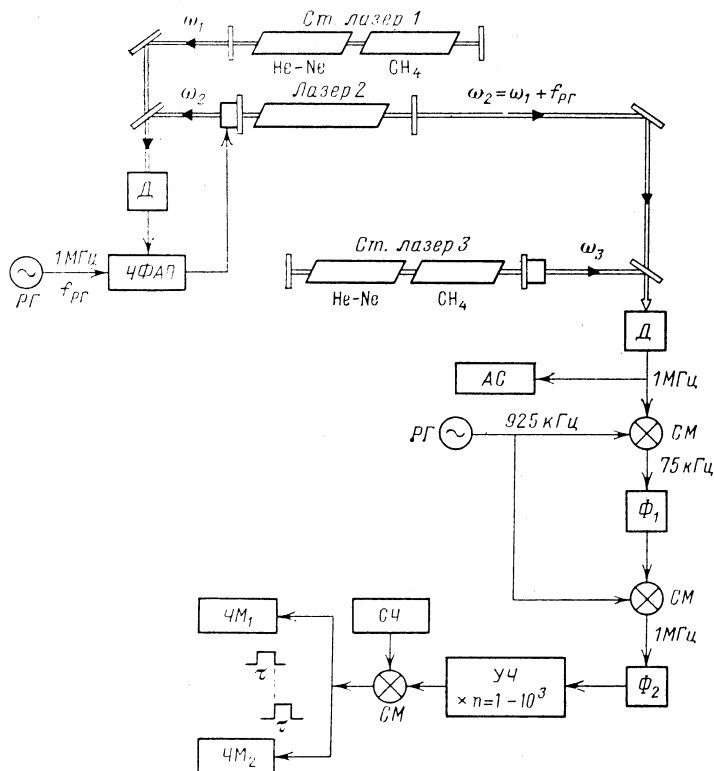 ω₁
Ст. лазер 1
He-Ne
CH₄
ω₂
Лазер 2
ω₂=ω₁+fрг
Д
1МГц
fрг
РГ
ЧФАП
Ст. лазер 3
ω₃
He-Ne
CH₄
Д
АС
1МГц
РГ
925 кГц
СМ
75 кГц
Ф₁
СМ
1МГц
ЧМ₁
СЧ
УЧ
× n=1-10³
Ф₂
τ
СМ
τ
ЧМ₂